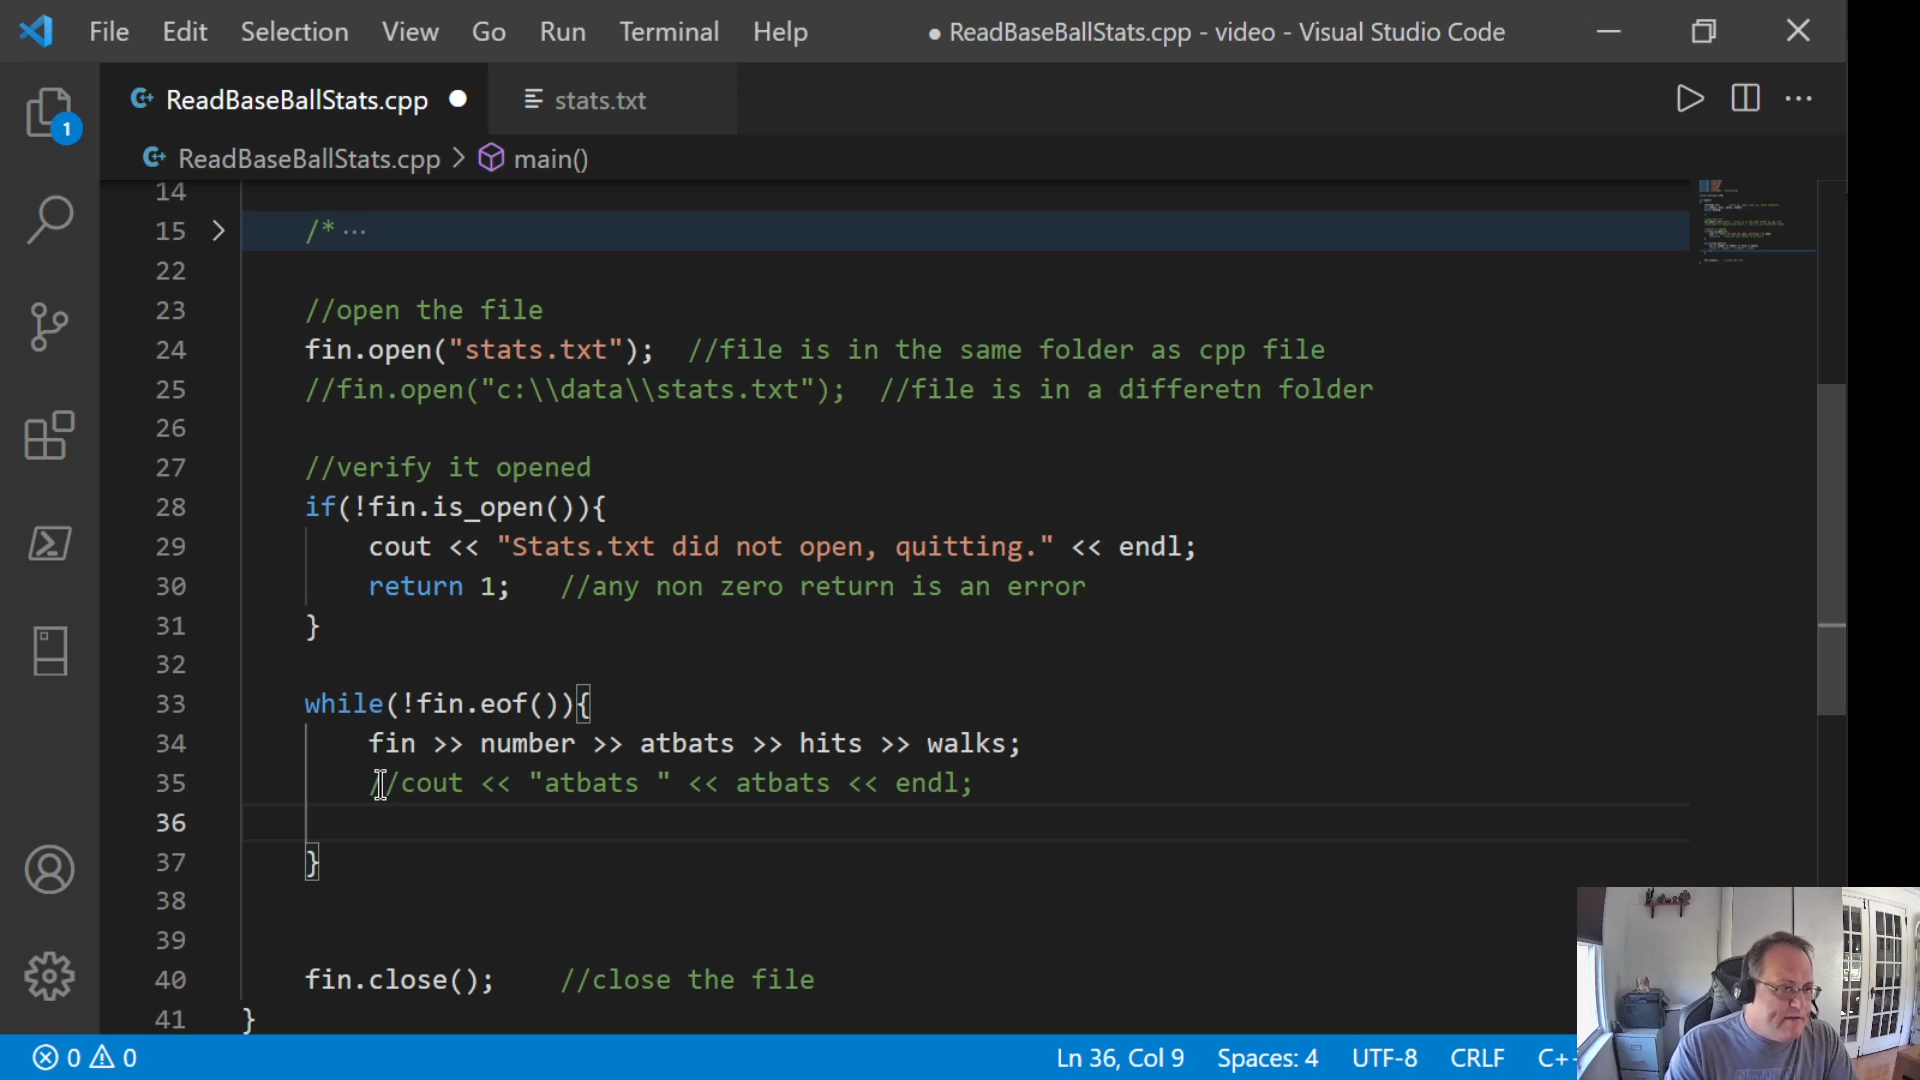 File Edit Selection View Go Run Terminal Help ● ReadBaseBallStats.cpp - video - Visual Studio Code
ReadBaseBallStats.cpp ● stats.txt
1
ReadBaseBallStats.cpp > main()
14
15 > /* ...
22
23 //open the file
24 fin.open("stats.txt");  //file is in the same folder as cpp file
25 //fin.open("c:\\data\\stats.txt");  //file is in a differetn folder
26
27 //verify it opened
28 if(!fin.is_open()){
29 cout << "Stats.txt did not open, quitting." << endl;
30 return 1;   //any non zero return is an error
31 }
32
33 while(!fin.eof()){
34 fin >> number >> atbats >> hits >> walks;
35 //cout << "atbats " << atbats << endl;
36
37 }
38
39
40 fin.close();    //close the file
41 }
0 0 Ln 36, Col 9 Spaces: 4 UTF-8 CRLF C+